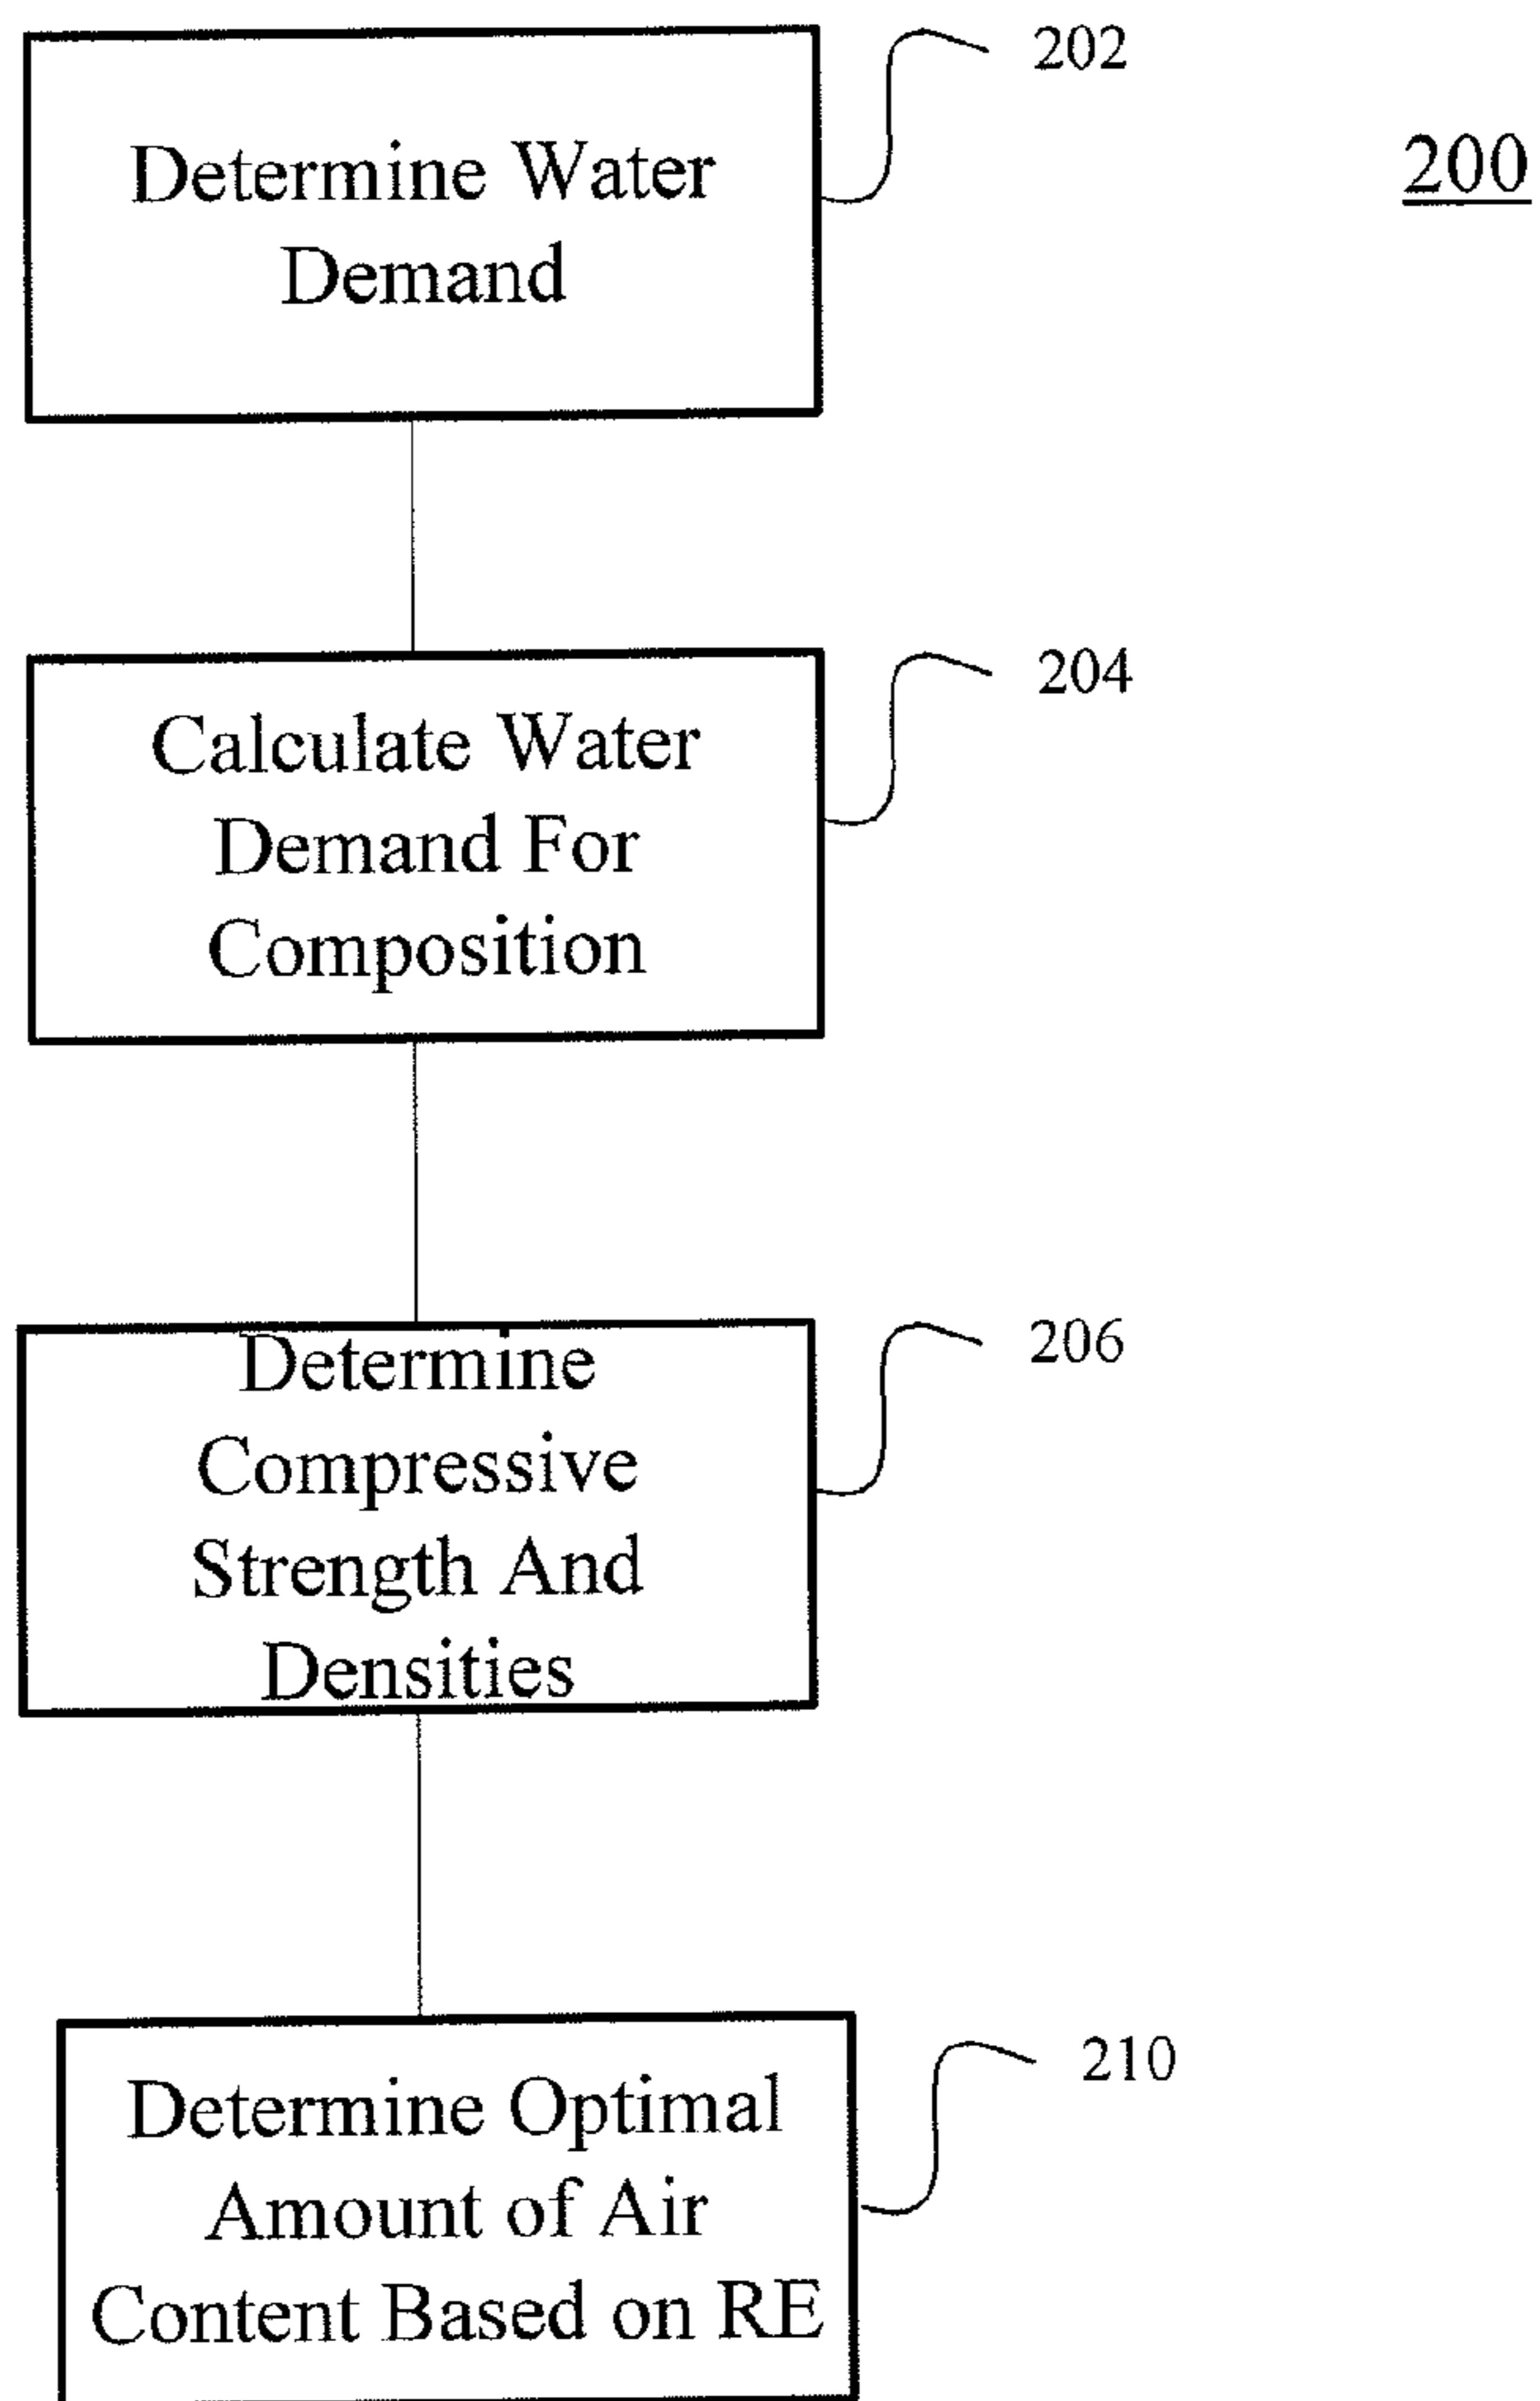 202
200
Determine Water
Demand
204
Calculate Water
Demand For
Composition
206
Determine
Compressive
Strength And
Densities
210
Determine Optimal
Amount of Air
Content Based on RE